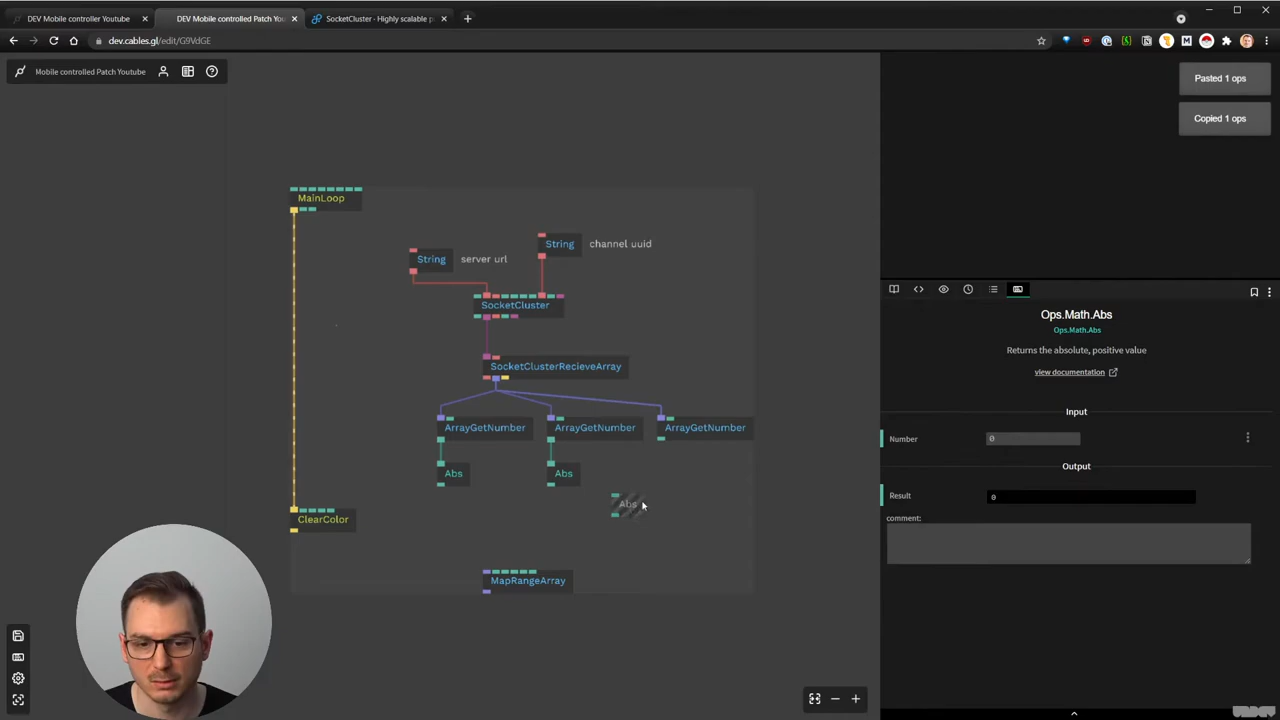 DEV Mobile controller Youtube
DEV Mobile controlled Patch You
SocketCluster - Highly scalable p
dev.cables.gl/edit/G9VdGE
Mobile controlled Patch Youtube
Pasted 1 ops
Copied 1 ops
MainLoop
String
channel uuid
String
server url
SocketCluster
SocketClusterRecieveArray
ArrayGetNumber
ArrayGetNumber
ArrayGetNumber
Abs
Abs
Abs
ClearColor
MapRangeArray
Ops.Math.Abs
Ops.Math.Abs
Returns the absolute, positive value
view documentation
Input
Number
0
Output
Result
0
comment:
UNDEV